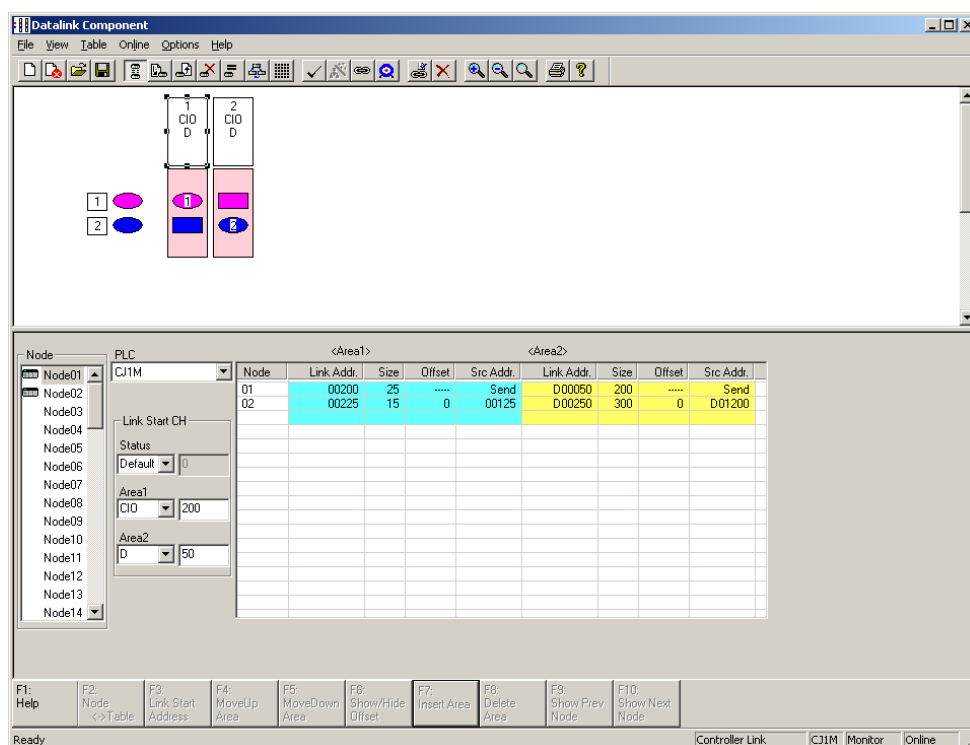 Datalink Component
File View Table Online Options Help
1 2
CIO CIO
D D
1 1
2 2
Node PLC <Area1> <Area2>
Node01 CJ1M Node Link Addr. Size Offset Src Addr. Link Addr. Size Offset Src Addr.
Node02 01 00200 25 ----- Send D00050 200 ----- Send
Node03 02 00225 15 0 00125 D00250 300 0 D01200
Node04 Link Start CH
Node05 Status
Node06 Default 0
Node07 Area1
Node08 CIO 200
Node09
Node10 Area2
Node11 D 50
Node12
Node13
Node14
F1: F2: F3: F4: F5: F6: F7: F8: F9: F10:
Help Node Link Start MoveUp MoveDown Show/Hide Insert Area Delete Show Prev Show Next
<->Table Address Area Area Offset Area Node Node
Ready Controller Link CJ1M Monitor Online